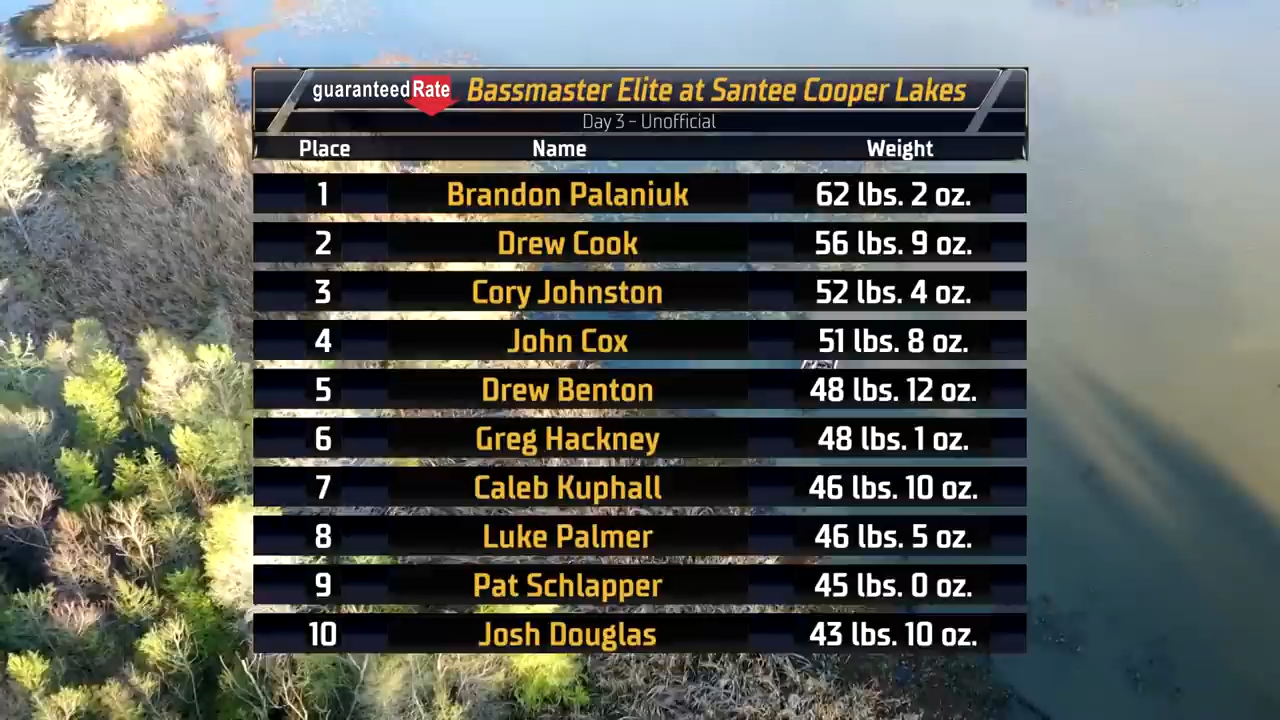 guaranteedRate Bassmaster Elite at Santee Cooper Lakes
Day 3 - Unofficial
Place Name Weight
1 Brandon Palaniuk 62 lbs. 2 oz.
2 Drew Cook 56 lbs. 9 oz.
3 Cory Johnston 52 lbs. 4 oz.
4 John Cox 51 lbs. 8 oz.
5 Drew Benton 48 lbs. 12 oz.
6 Greg Hackney 48 lbs. 1 oz.
7 Caleb Kuphall 46 lbs. 10 oz.
8 Luke Palmer 46 lbs. 5 oz.
9 Pat Schlapper 45 lbs. 0 oz.
10 Josh Douglas 43 lbs. 10 oz.